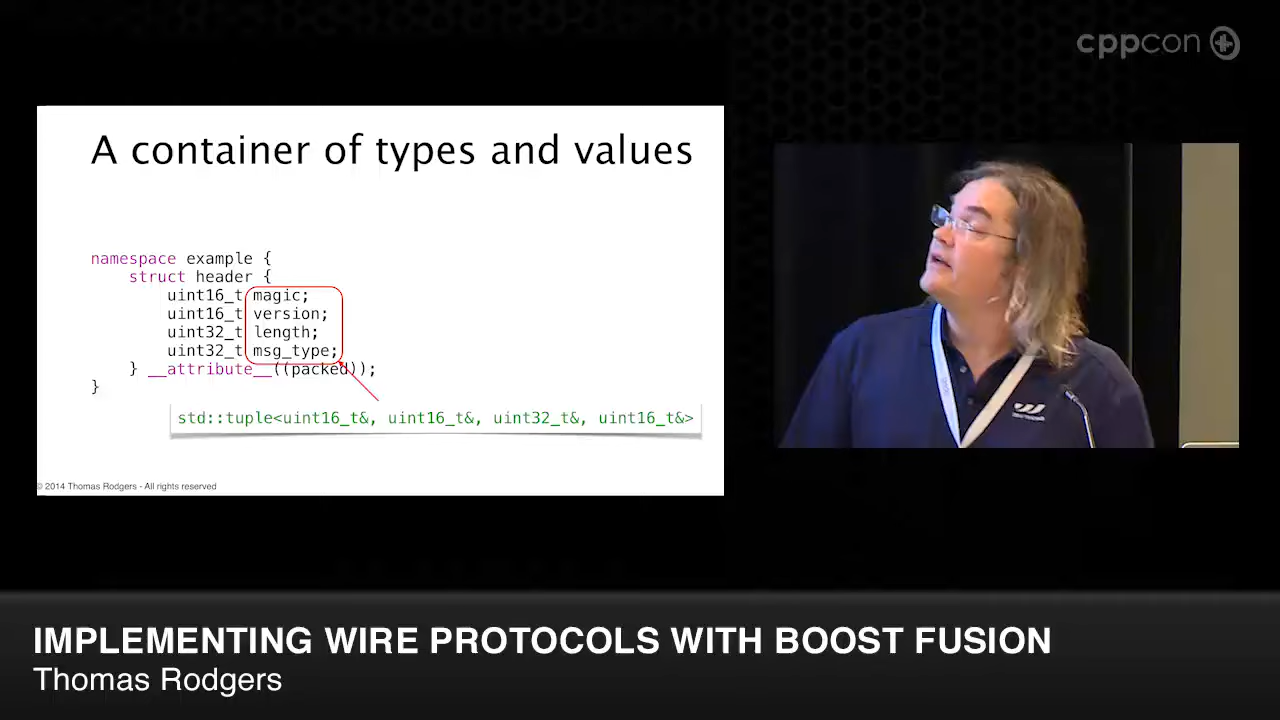 cppcon
A container of types and values
namespace example {
struct header {
uint16_t magic;
uint16_t version;
uint32_t length;
uint32_t msg_type;
} __attribute__((packed));
}
std::tuple<uint16_t&, uint16_t&, uint32_t&, uint16_t&>
© 2014 Thomas Rodgers - All rights reserved
IMPLEMENTING WIRE PROTOCOLS WITH BOOST FUSION
Thomas Rodgers